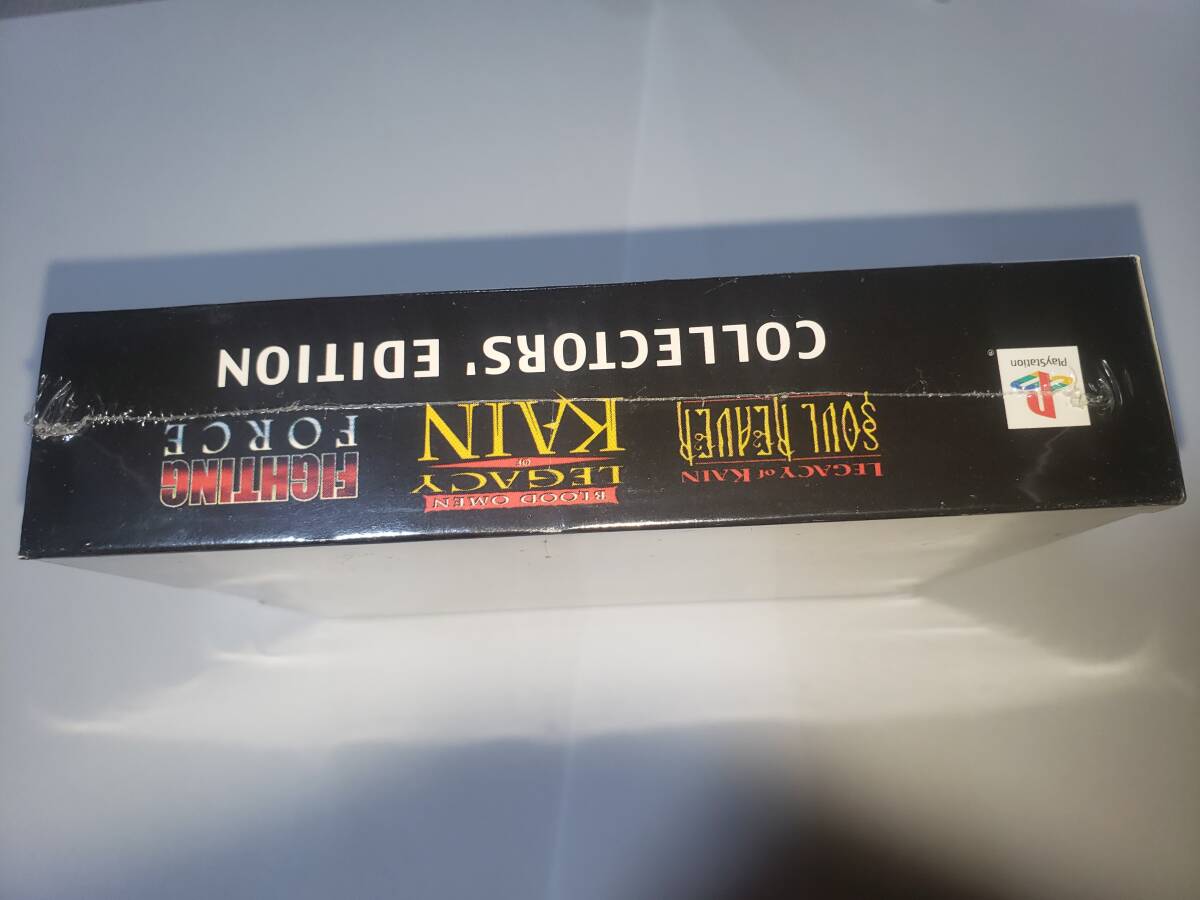 COLLECTORS' EDITION
PlayStation
®
LEGACY OF KAIN
SOUL REAVER
BLOOD OMEN
LEGACY
OF
KAIN
FIGHTING
FORCE